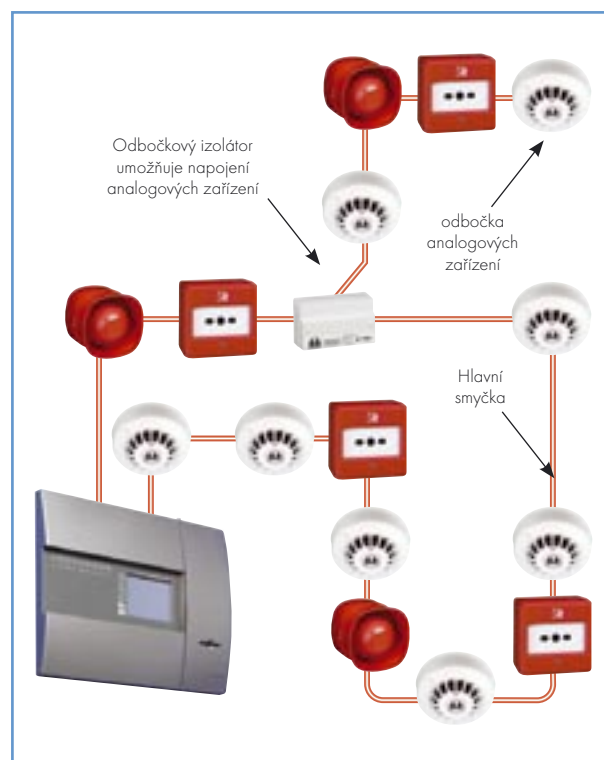 Odbočkový izolátor
umožňuje napojení
analogových zařízení
odbočka
analogových
zařízení
Hlavní
smyčka